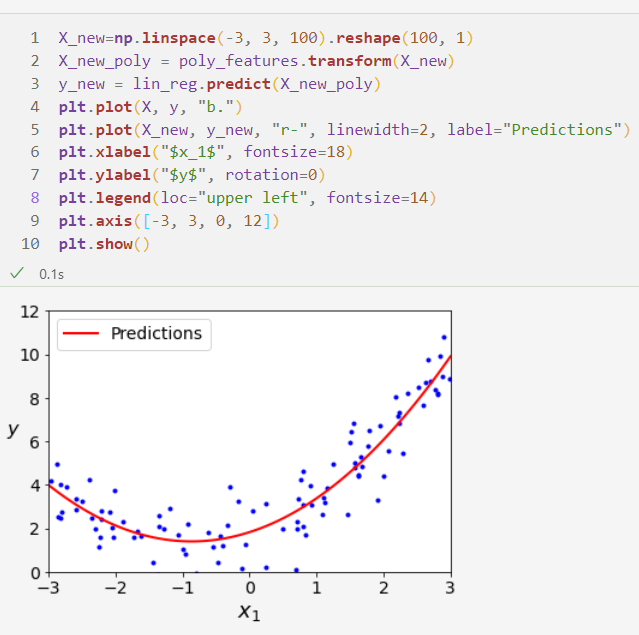 1 X_new=np.linspace(-3, 3, 100).reshape(100, 1)
2 X_new_poly = poly_features.transform(X_new)
3 y_new = lin_reg.predict(X_new_poly)
4 plt.plot(X, y, "b.")
5 plt.plot(X_new, y_new, "r-", linewidth=2, label="Predictions")
6 plt.xlabel("$x_1$", fontsize=18)
7 plt.ylabel("$y$", rotation=0)
8 plt.legend(loc="upper left", fontsize=14)
9 plt.axis([-3, 3, 0, 12])
10 plt.show()
✓ 0.1s
12
Predictions
10
8
y
6
4
2
0
−3 −2 −1 0 1 2 3
x₁